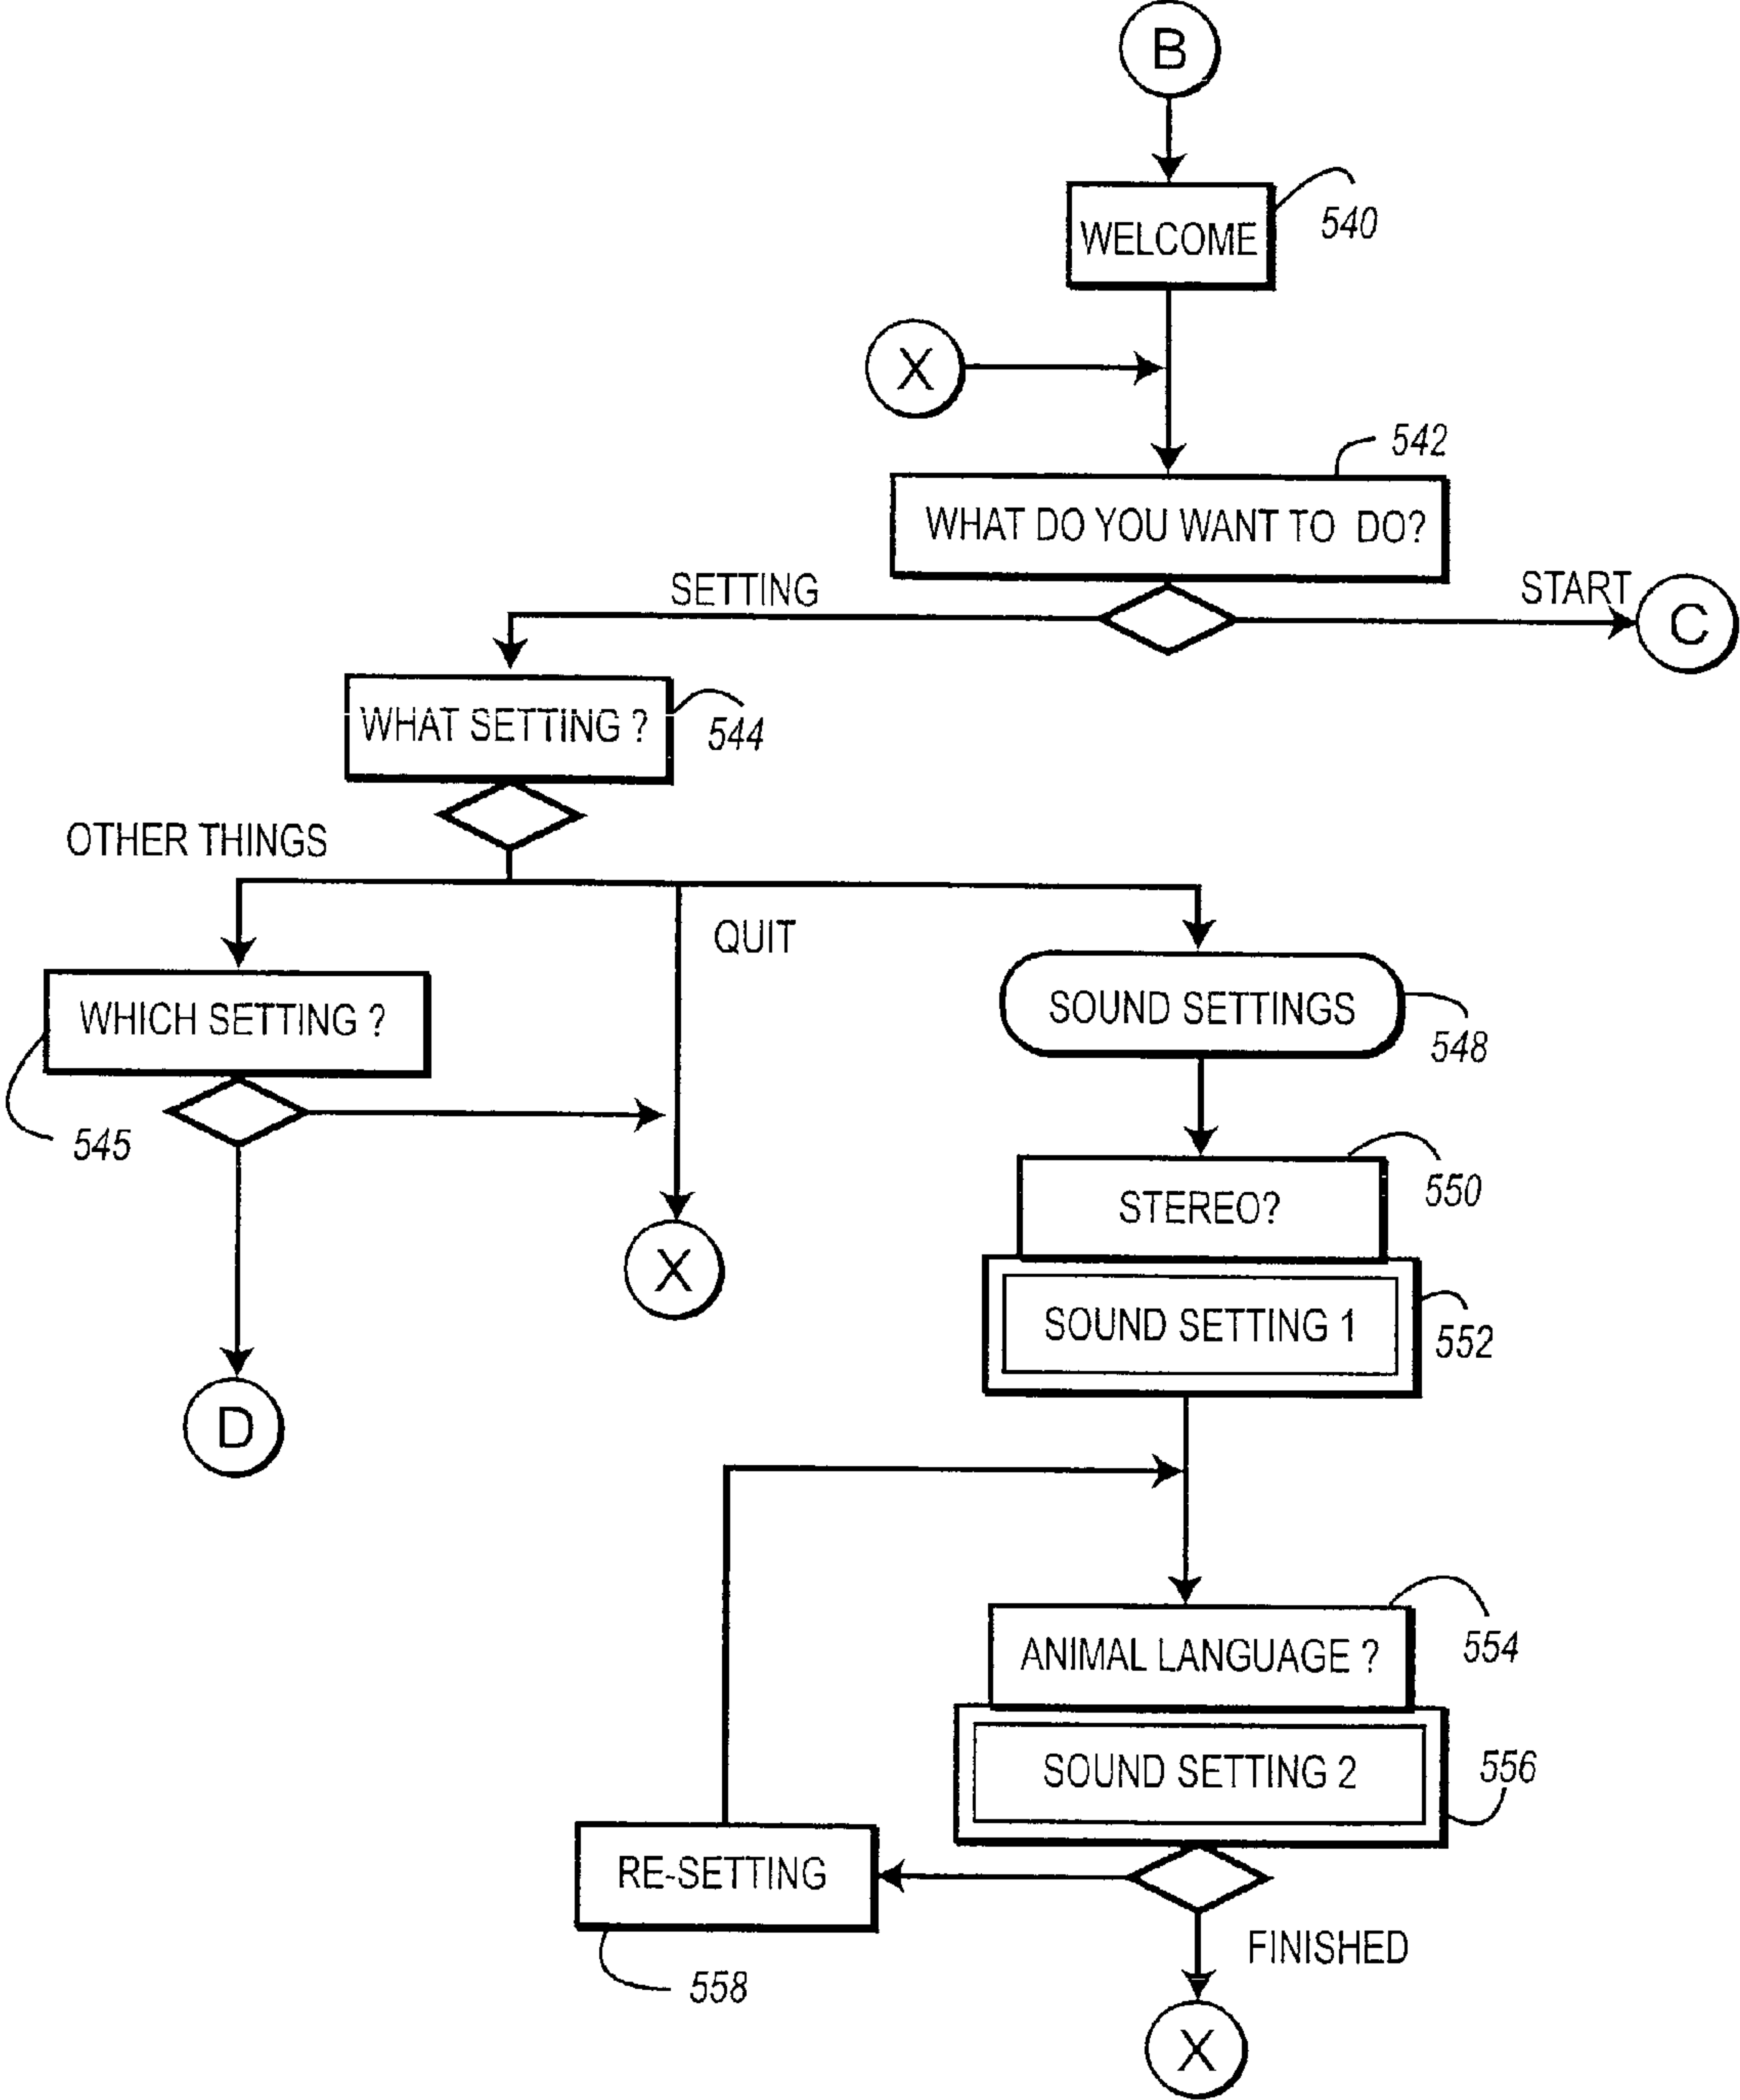 B
WELCOME
540
X
542
WHAT DO YOU WANT TO DO?
SETTING
START
C
WHAT SETTING ?
544
OTHER THINGS
QUIT
WHICH SETTING ?
545
SOUND SETTINGS
548
STEREO?
550
X
SOUND SETTING 1
552
D
ANIMAL LANGUAGE ?
554
SOUND SETTING 2
556
RE-SETTING
558
FINISHED
X